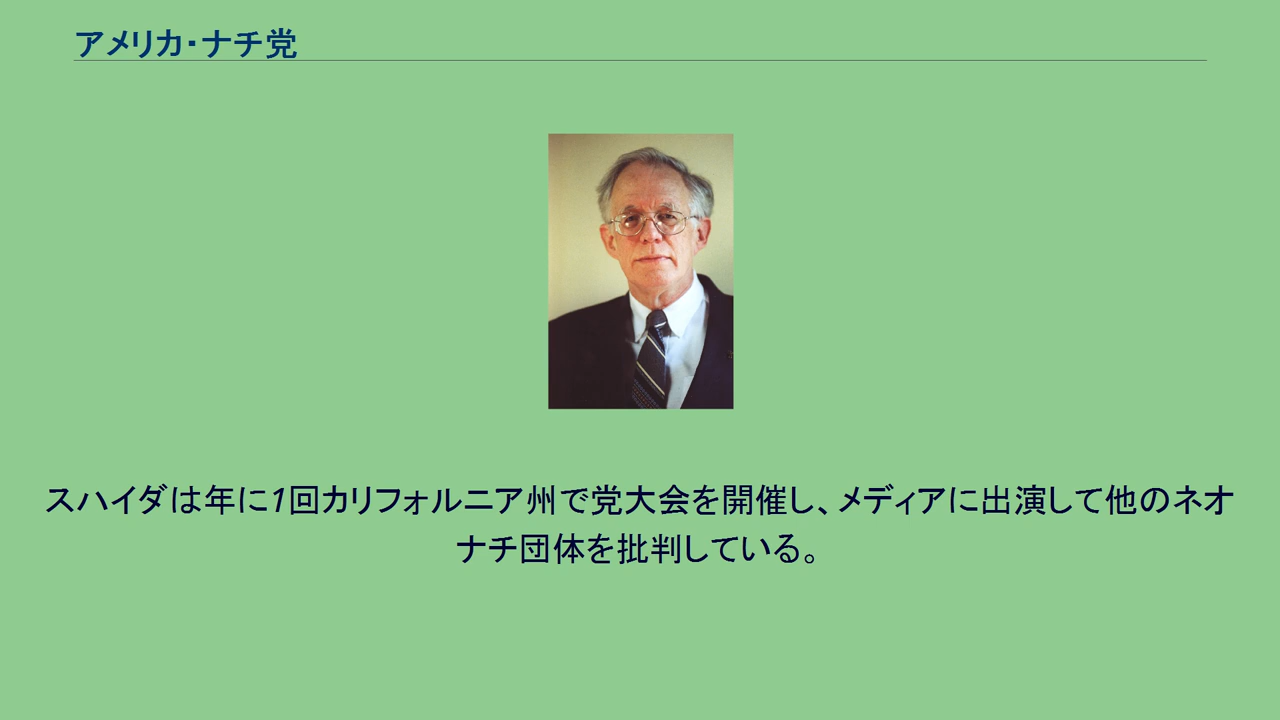 アメリカ・ナチ党
スハイダは年に1回カリフォルニア州で党大会を開催し、メディアに出演して他のネオ
ナチ団体を批判している。